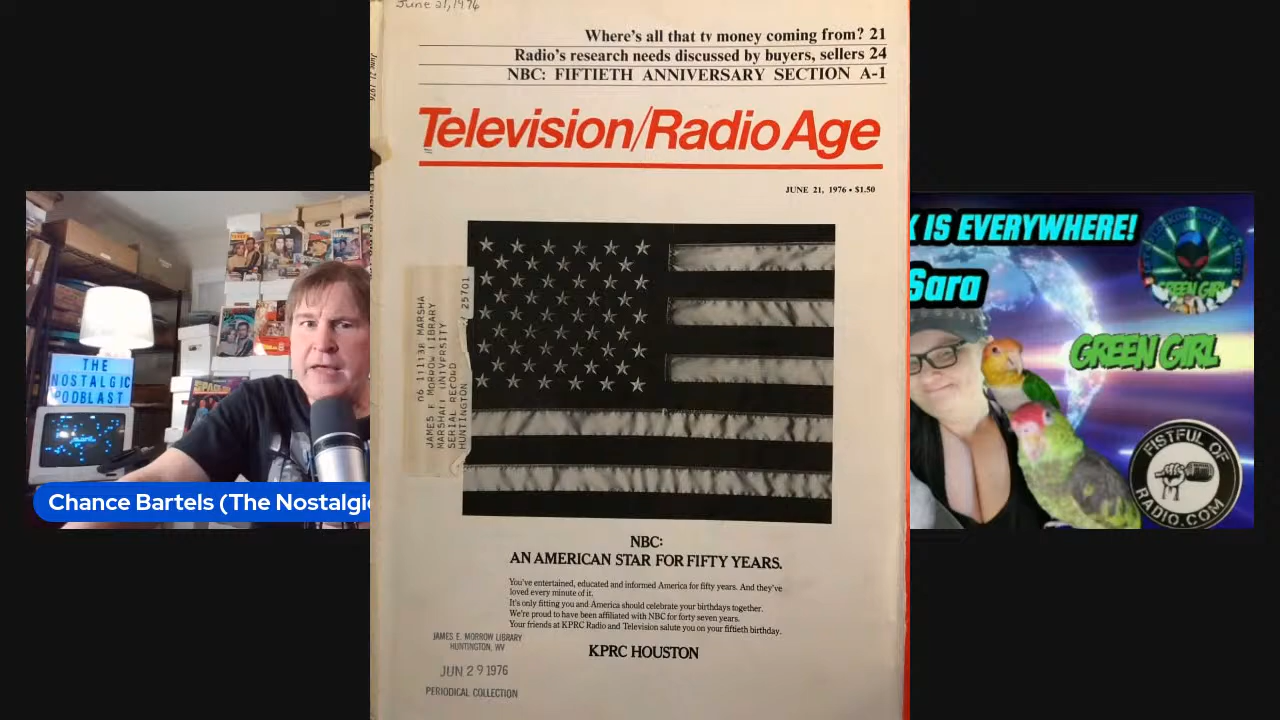 June 21, 1976
Where's all that tv money coming from? 21
Radio's research needs discussed by buyers, sellers 24
NBC: FIFTIETH ANNIVERSARY SECTION A-1
Television/Radio Age
JUNE 21, 1976 • $1.50
25701
06 11113R MARSHA
JAMES E MORROW LIBRARY
MARSHALL UNIVERSITY
SERIAL RECORD
HUNTINGTON
NBC:
AN AMERICAN STAR FOR FIFTY YEARS.
You've entertained, educated and informed America for fifty years. And they've
loved every minute of it.
It's only fitting you and America should celebrate your birthdays together.
We're proud to have been affiliated with NBC for forty seven years.
Your friends at KPRC Radio and Television salute you on your fiftieth birthday.
KPRC HOUSTON
JAMES E. MORROW LIBRARY
HUNTINGTON, WV
JUN 29 1976
PERIODICAL COLLECTION
THE
NOSTALGIC
PODBLAST
Chance Bartels (The Nostalgic
K IS EVERYWHERE!
Sara
GREEN GIRL
GREEN GIRL
FISTFUL OF
RADIO.COM